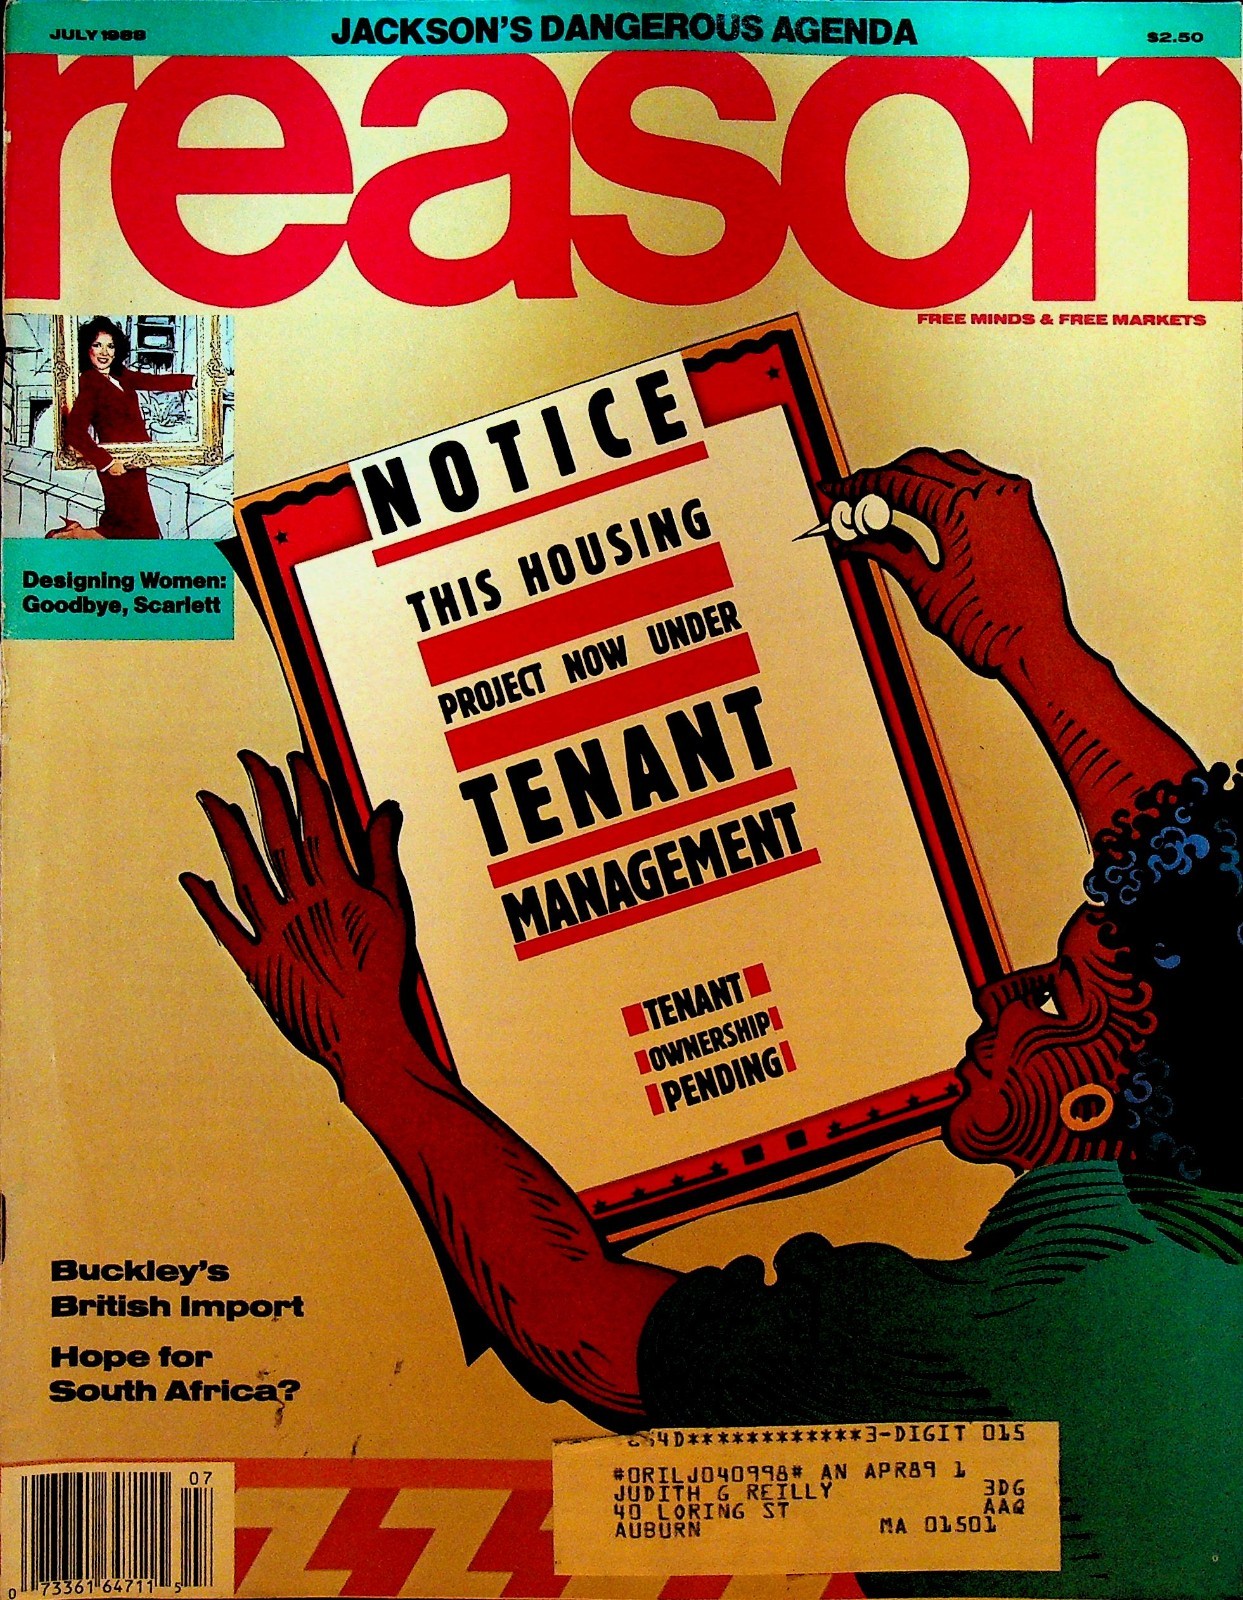 JULY 1988
JACKSON'S DANGEROUS AGENDA
$2.50
reason
FREE MINDS & FREE MARKETS
Designing Women:
Goodbye, Scarlett
NOTICE
THIS HOUSING
PROJECT NOW UNDER
TENANT
MANAGEMENT
TENANT
OWNERSHIP
PENDING
Buckley's
British Import
Hope for
South Africa?
07
0 73361 64711 5
4D************3-DIGIT 015
#ORILJ040998# AN APR89 1
JUDITH G REILLY 3DG
40 LORING ST AAQ
AUBURN MA 01501